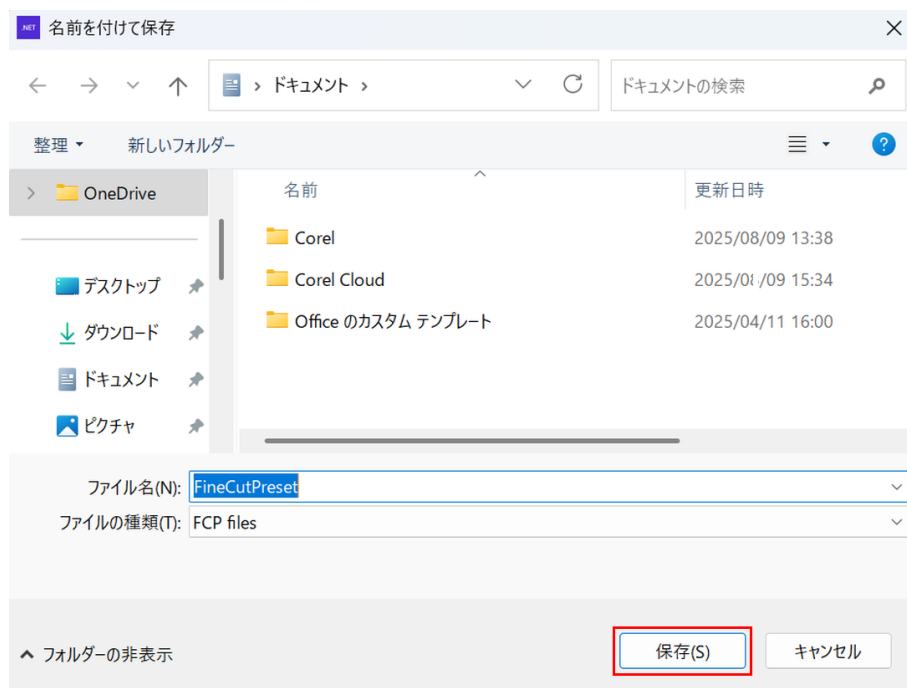 .NET 名前を付けて保存
ドキュメント
ドキュメントの検索
整理 新しいフォルダー
?
OneDrive
デスクトップ
ダウンロード
ドキュメント
ピクチャ
名前 更新日時
Corel 2025/08/09 13:38
Corel Cloud 2025/08/09 15:34
Office のカスタム テンプレート 2025/04/11 16:00
ファイル名(N): FineCutPreset
ファイルの種類(T): FCP files
フォルダーの非表示
保存(S) キャンセル